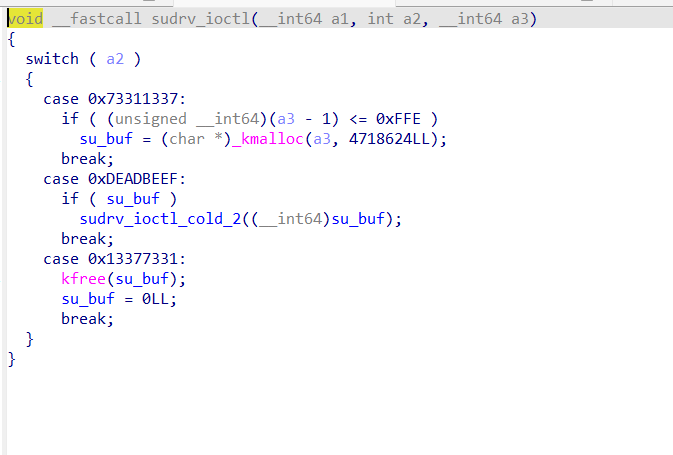 void __fastcall sudrv_ioctl(__int64 a1, int a2, __int64 a3)
{
  switch ( a2 )
  {
    case 0x73311337:
      if ( (unsigned __int64)(a3 - 1) <= 0xFFE )
        su_buf = (char *)_kmalloc(a3, 4718624LL);
      break;
    case 0xDEADBEEF:
      if ( su_buf )
        sudrv_ioctl_cold_2((__int64)su_buf);
      break;
    case 0x13377331:
      kfree(su_buf);
      su_buf = 0LL;
      break;
  }
}